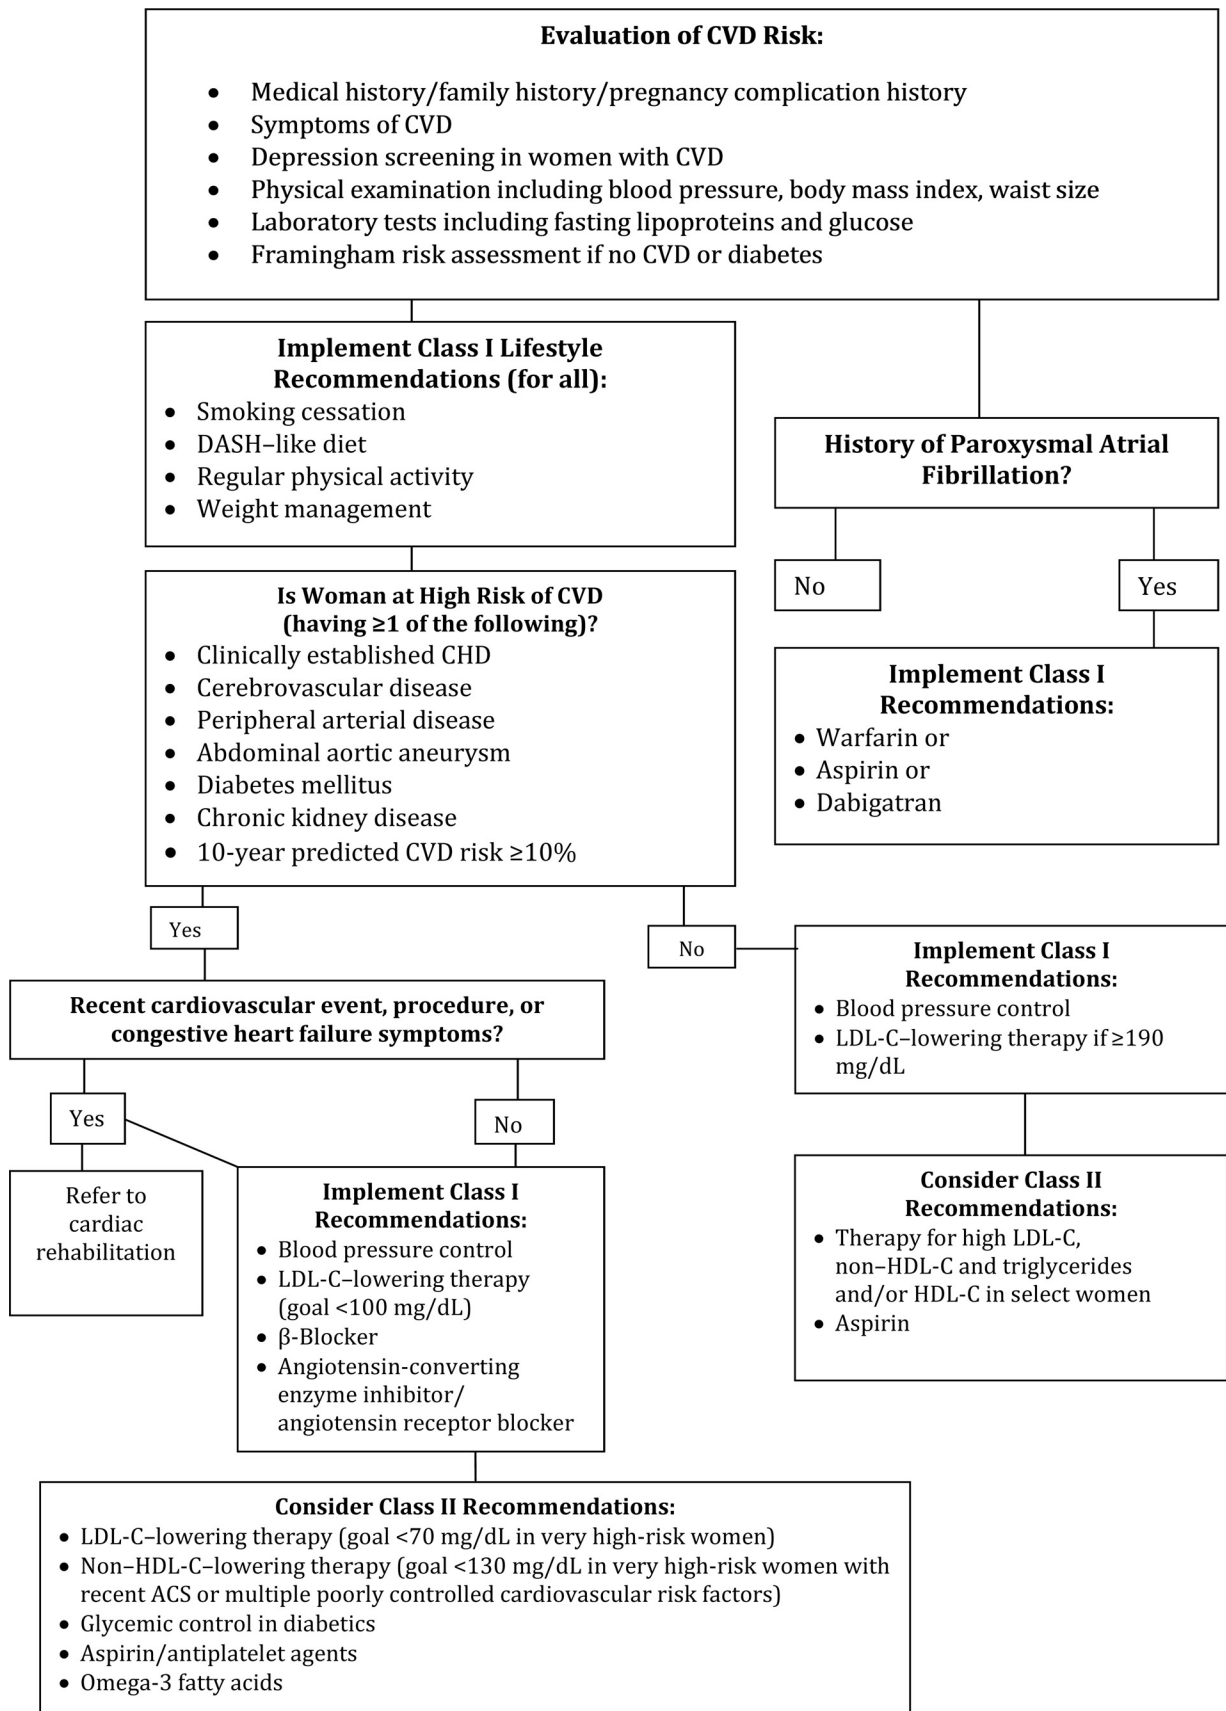 Evaluation of CVD Risk:
• Medical history/family history/pregnancy complication history
• Symptoms of CVD
• Depression screening in women with CVD
• Physical examination including blood pressure, body mass index, waist size
• Laboratory tests including fasting lipoproteins and glucose
• Framingham risk assessment if no CVD or diabetes
Implement Class I Lifestyle
Recommendations (for all):
• Smoking cessation
• DASH–like diet
• Regular physical activity
• Weight management
History of Paroxysmal Atrial
Fibrillation?
No
Yes
Implement Class I
Recommendations:
• Warfarin or
• Aspirin or
• Dabigatran
Is Woman at High Risk of CVD
(having ≥1 of the following)?
• Clinically established CHD
• Cerebrovascular disease
• Peripheral arterial disease
• Abdominal aortic aneurysm
• Diabetes mellitus
• Chronic kidney disease
• 10-year predicted CVD risk ≥10%
Yes
No
Implement Class I
Recommendations:
• Blood pressure control
• LDL-C–lowering therapy if ≥190
mg/dL
Recent cardiovascular event, procedure, or
congestive heart failure symptoms?
Yes
No
Refer to
cardiac
rehabilitation
Implement Class I
Recommendations:
• Blood pressure control
• LDL-C–lowering therapy
(goal <100 mg/dL)
• β-Blocker
• Angiotensin-converting
enzyme inhibitor/
angiotensin receptor blocker
Consider Class II
Recommendations:
• Therapy for high LDL-C,
non–HDL-C and triglycerides
and/or HDL-C in select women
• Aspirin
Consider Class II Recommendations:
• LDL-C–lowering therapy (goal <70 mg/dL in very high-risk women)
• Non–HDL-C–lowering therapy (goal <130 mg/dL in very high-risk women with
recent ACS or multiple poorly controlled cardiovascular risk factors)
• Glycemic control in diabetics
• Aspirin/antiplatelet agents
• Omega-3 fatty acids